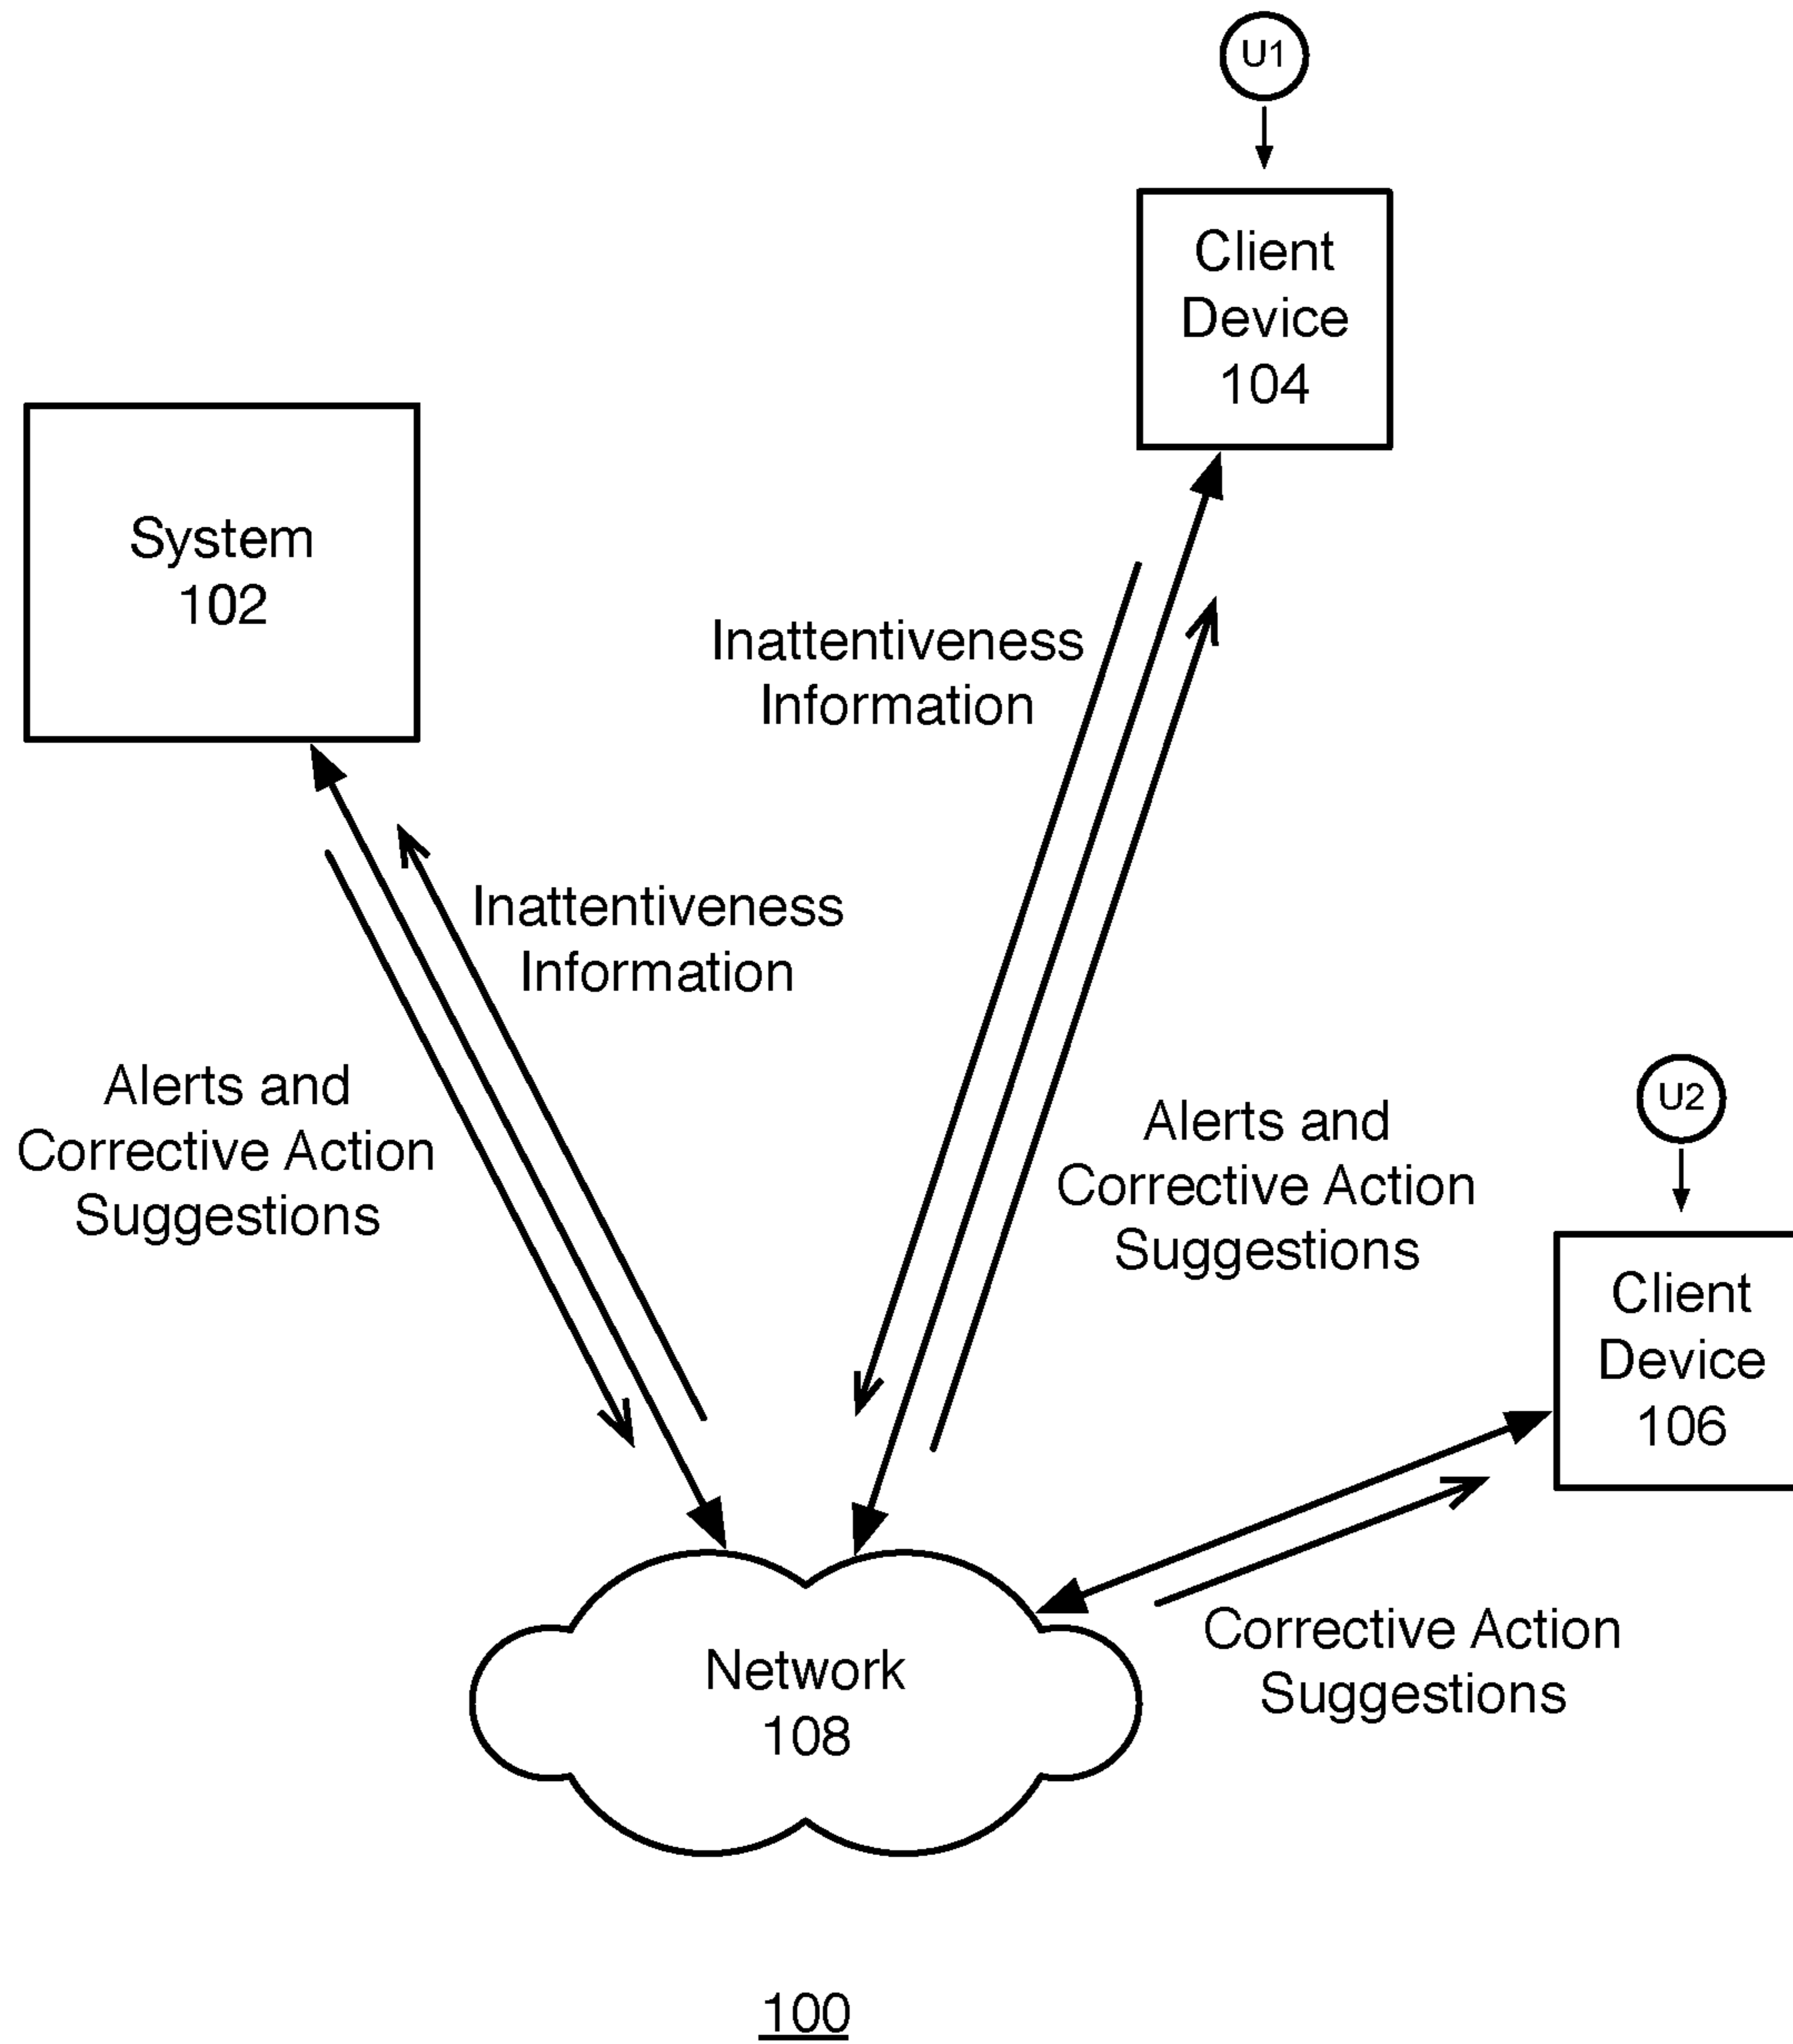 U1
Client
Device
104
System
102
Inattentiveness
Information
Inattentiveness
Information
Alerts and
Corrective Action
Suggestions
Alerts and
Corrective Action
Suggestions
U2
Client
Device
106
Corrective Action
Suggestions
Network
108
100